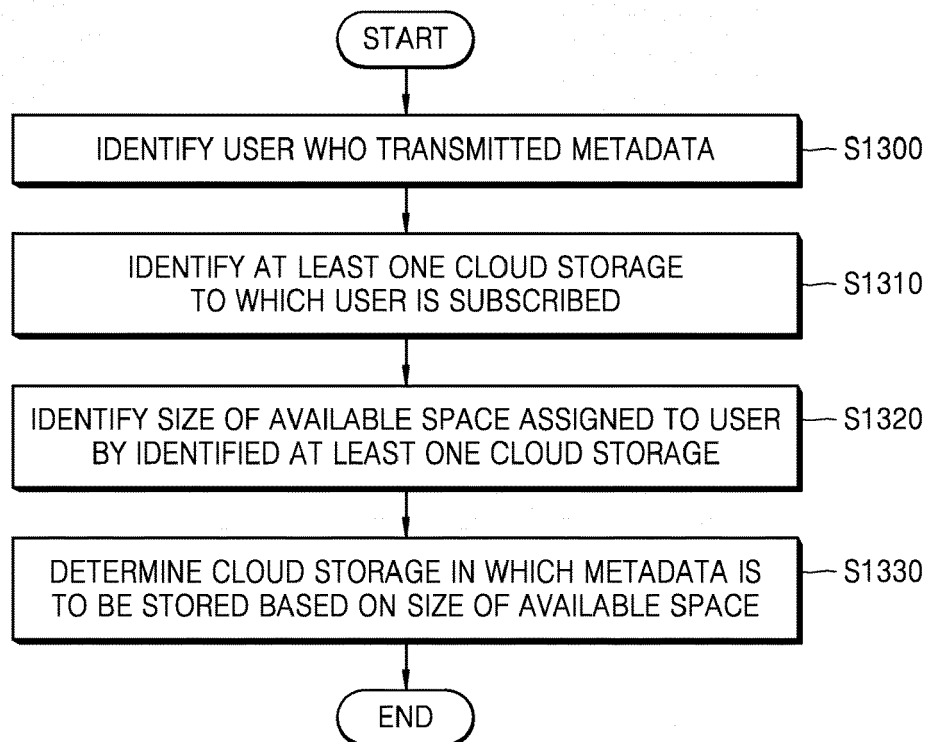 START
IDENTIFY USER WHO TRANSMITTED METADATA
S1300
IDENTIFY AT LEAST ONE CLOUD STORAGE
TO WHICH USER IS SUBSCRIBED
S1310
IDENTIFY SIZE OF AVAILABLE SPACE ASSIGNED TO USER
BY IDENTIFIED AT LEAST ONE CLOUD STORAGE
S1320
DETERMINE CLOUD STORAGE IN WHICH METADATA IS
TO BE STORED BASED ON SIZE OF AVAILABLE SPACE
S1330
END